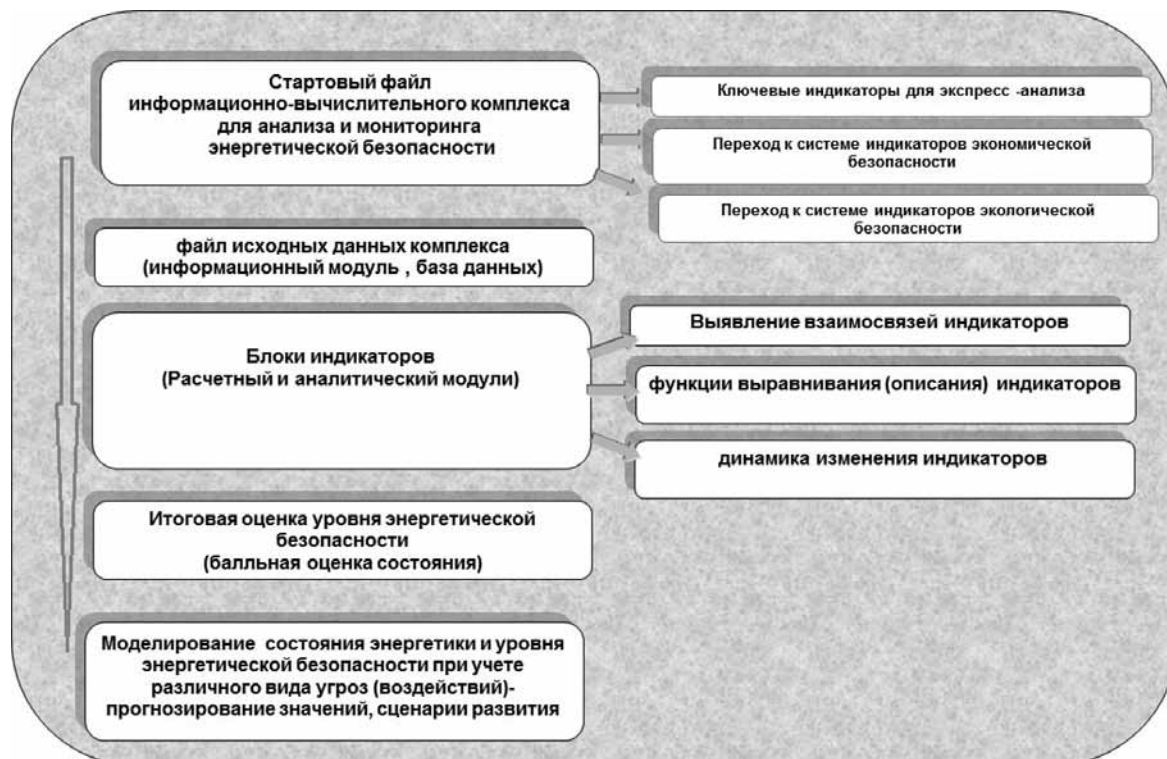 Стартовый файл
информационно-вычислительного комплекса
для анализа и мониторинга
энергетической безопасности
Ключевые индикаторы для экспресс -анализа
Переход к системе индикаторов экономической
безопасности
Переход к системе индикаторов экологической
безопасности
файл исходных данных комплекса
(информационный модуль , база данных)
Блоки индикаторов
(Расчетный и аналитический модули)
Выявление взаимосвязей индикаторов
функции выравнивания (описания) индикаторов
динамика изменения индикаторов
Итоговая оценка уровня энергетической
безопасности
(балльная оценка состояния)
Моделирование состояния энергетики и уровня
энергетической безопасности при учете
различного вида угроз (воздействий)-
прогнозирование значений, сценарии развития